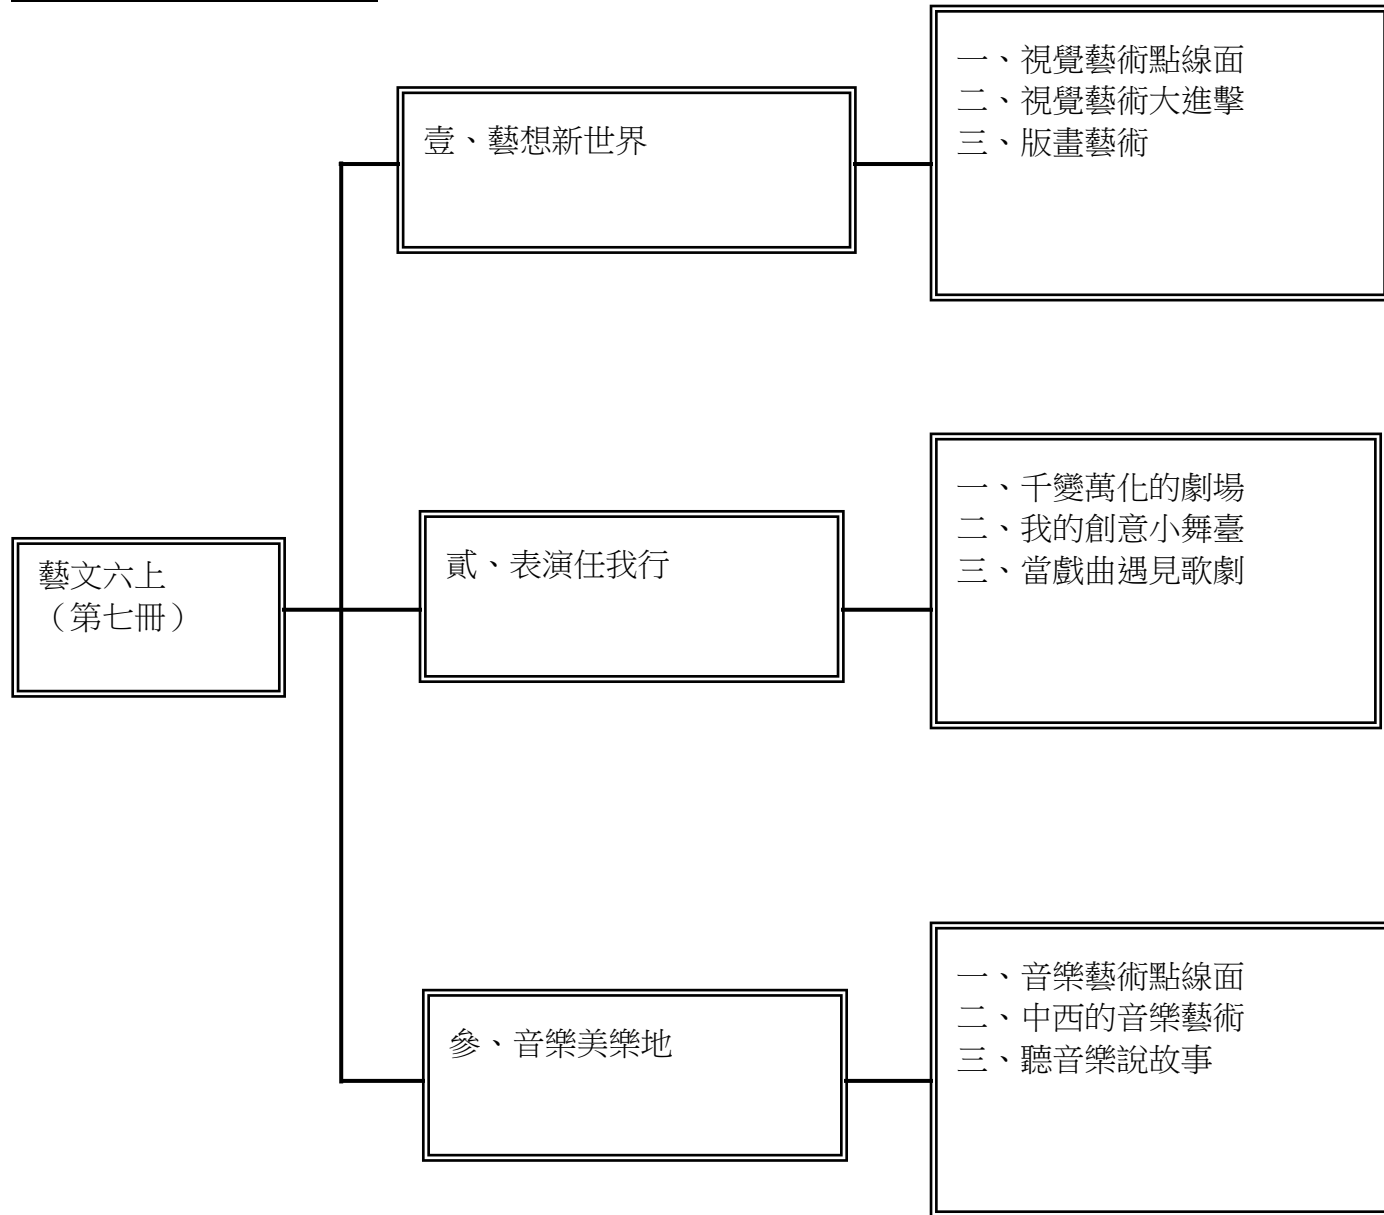 藝文六上
（第七冊）
壹、藝想新世界
一、視覺藝術點線面
二、視覺藝術大進擊
三、版畫藝術
貳、表演任我行
一、千變萬化的劇場
二、我的創意小舞臺
三、當戲曲遇見歌劇
參、音樂美樂地
一、音樂藝術點線面
二、中西的音樂藝術
三、聽音樂說故事